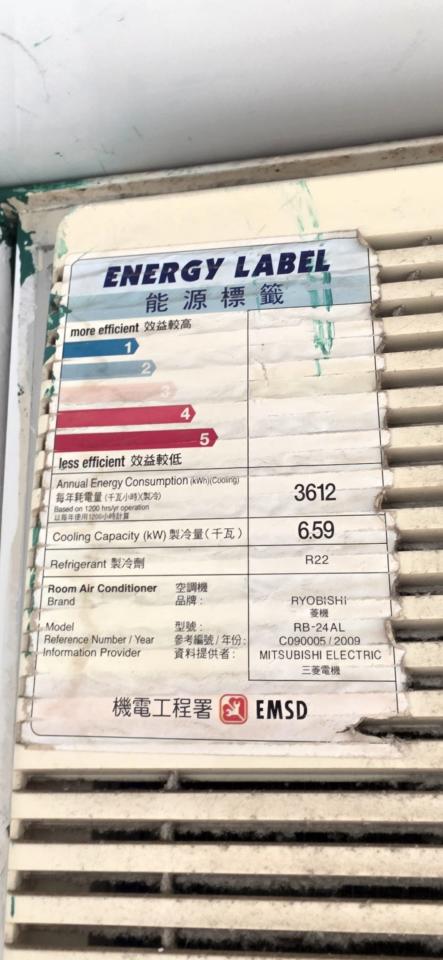 ENERGY LABEL
能源標籤
more efficient 效益較高
1
2
3
4
5
less efficient 效益較低
Annual Energy Consumption (kWh)(Cooling)
每年耗電量 (千瓦小時)(製冷)
Based on 1200 hrs/yr operation
以每年使用1200小時計算
3612
Cooling Capacity (kW) 製冷量 (千瓦) 6.59
Refrigerant 製冷劑 R22
Room Air Conditioner 空調機
Brand 品牌 : RYOBISHI
菱機
Model 型號 : RB-24AL
Reference Number / Year 參考編號 / 年份 : C090005 / 2009
Information Provider 資料提供者 : MITSUBISHI ELECTRIC
三菱電機
機電工程署 EMSD